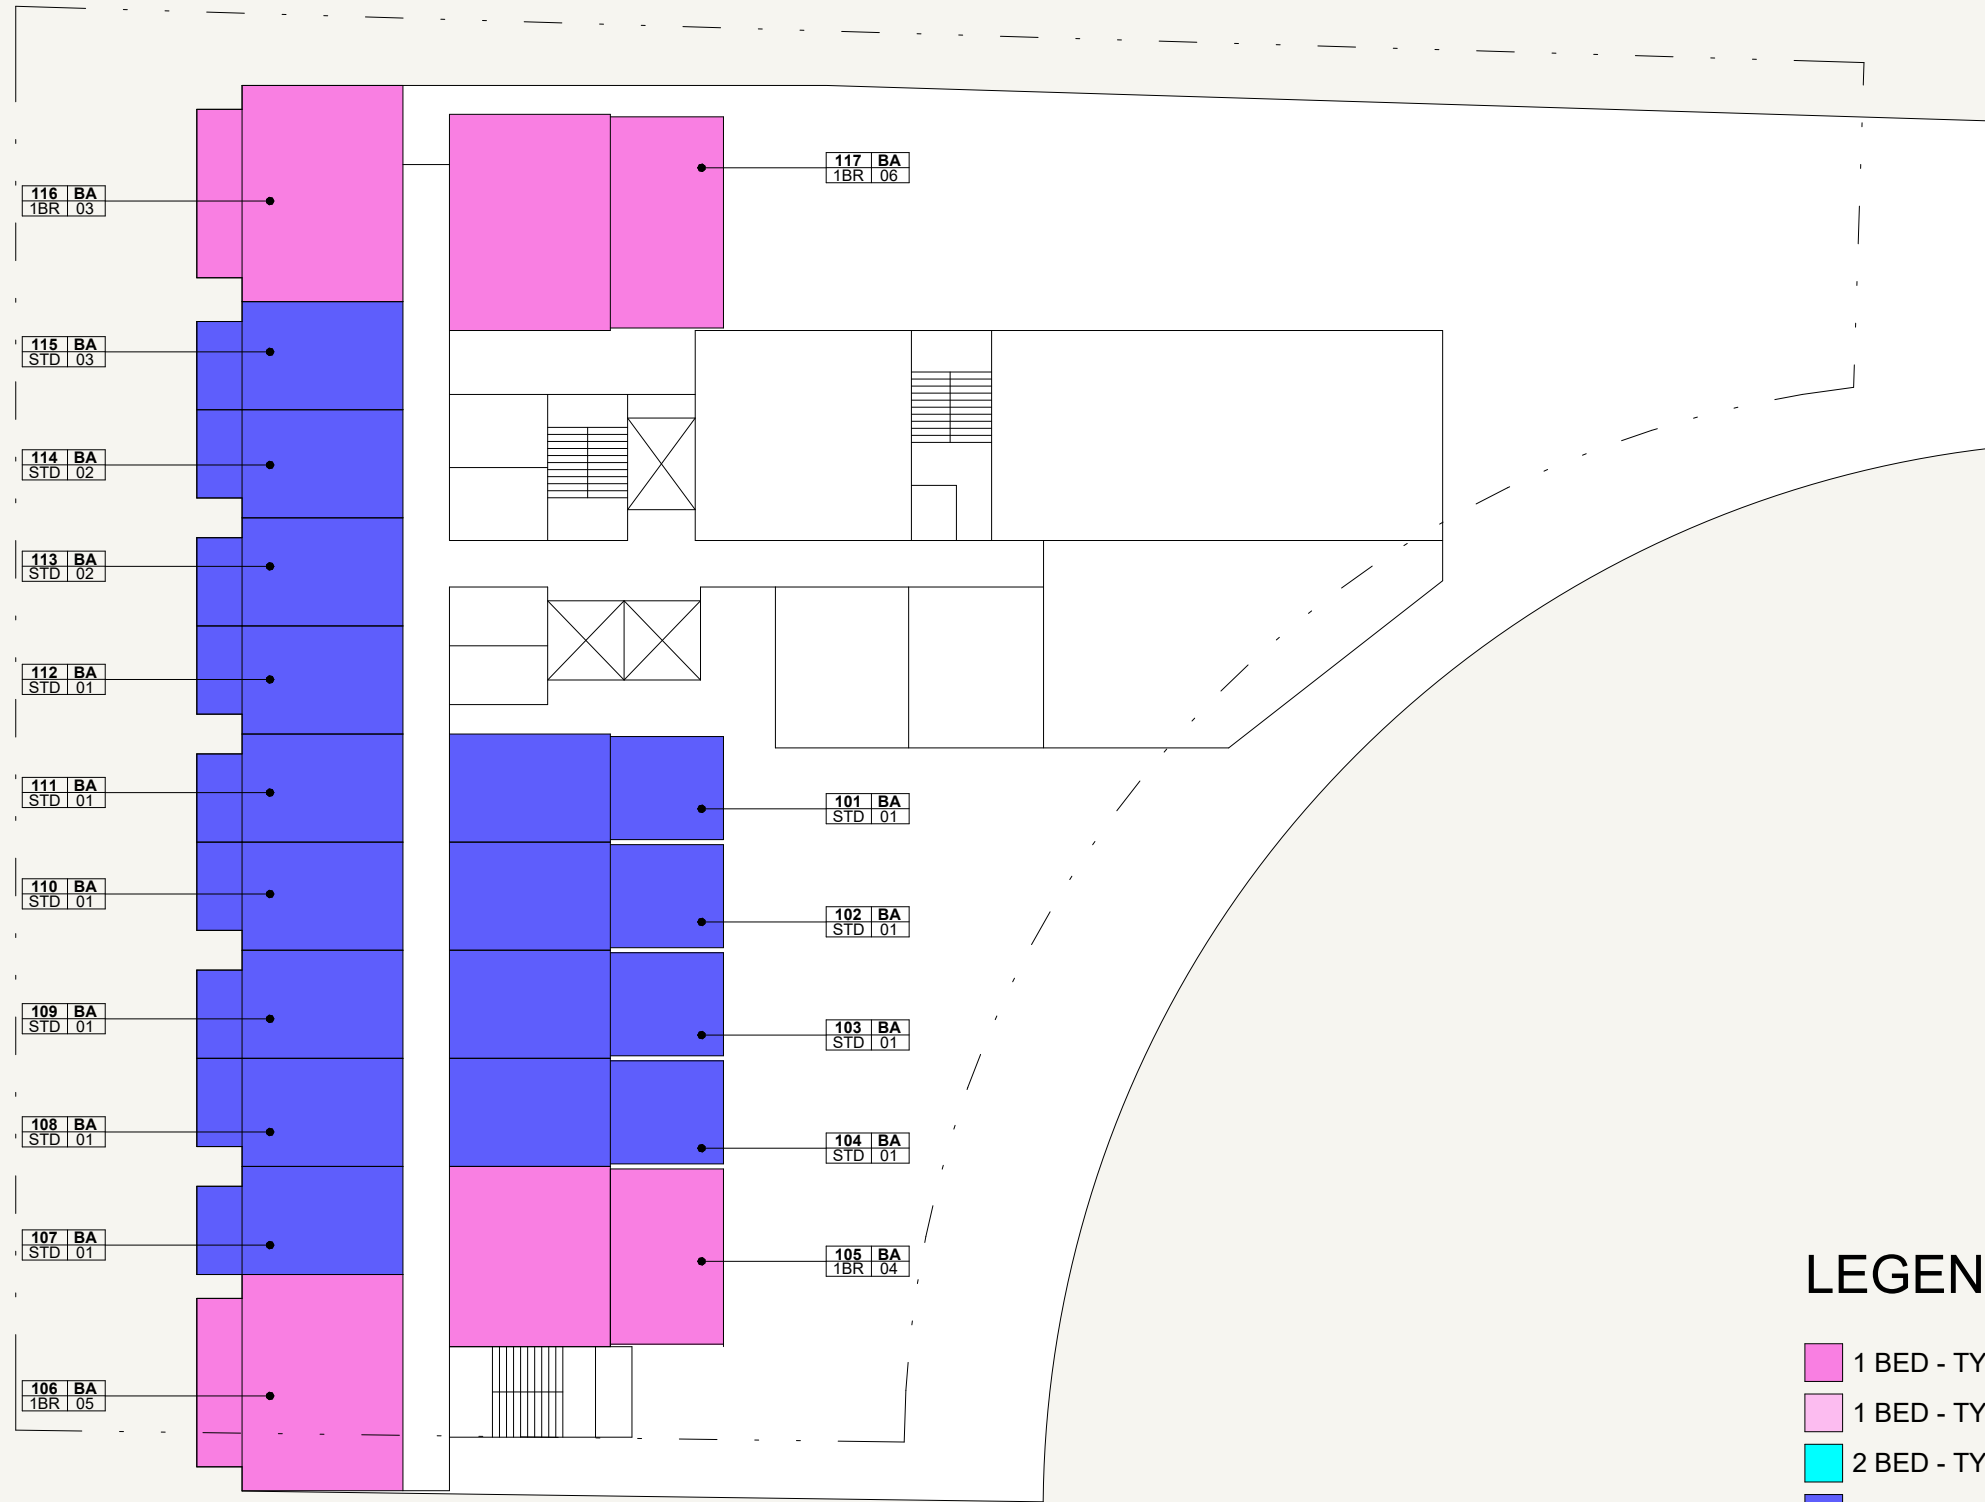 117 BA
1BR 06
116 BA
1BR 03
115 BA
STD 03
114 BA
STD 02
113 BA
STD 02
112 BA
STD 01
111 BA
STD 01
101 BA
STD 01
110 BA
STD 01
102 BA
STD 01
109 BA
STD 01
103 BA
STD 01
108 BA
STD 01
104 BA
STD 01
107 BA
STD 01
105 BA
1BR 04
106 BA
1BR 05
LEGEN
1 BED - TY
1 BED - TY
2 BED - TY